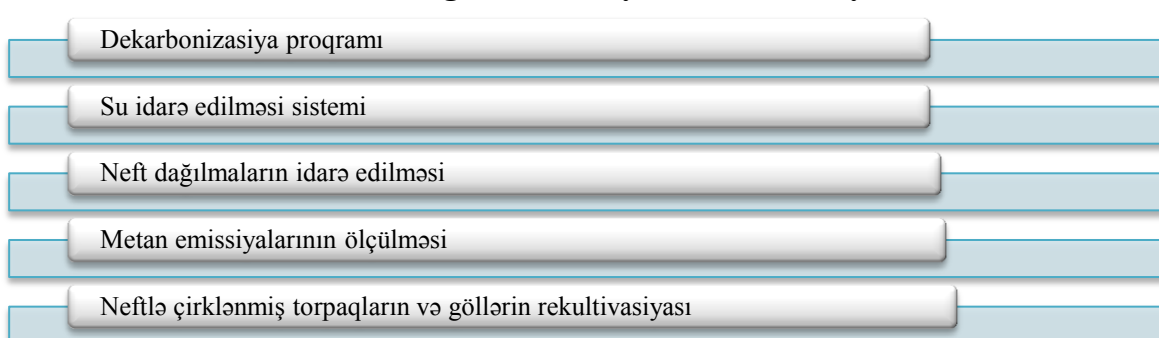 Dekarbonizasiya proqramı
Su idarə edilməsi sistemi
Neft dağılmaların idarə edilməsi
Metan emissiyalarının ölçülməsi
Neftlə çirklənmiş torpaqların və göllərin rekultivasiyası